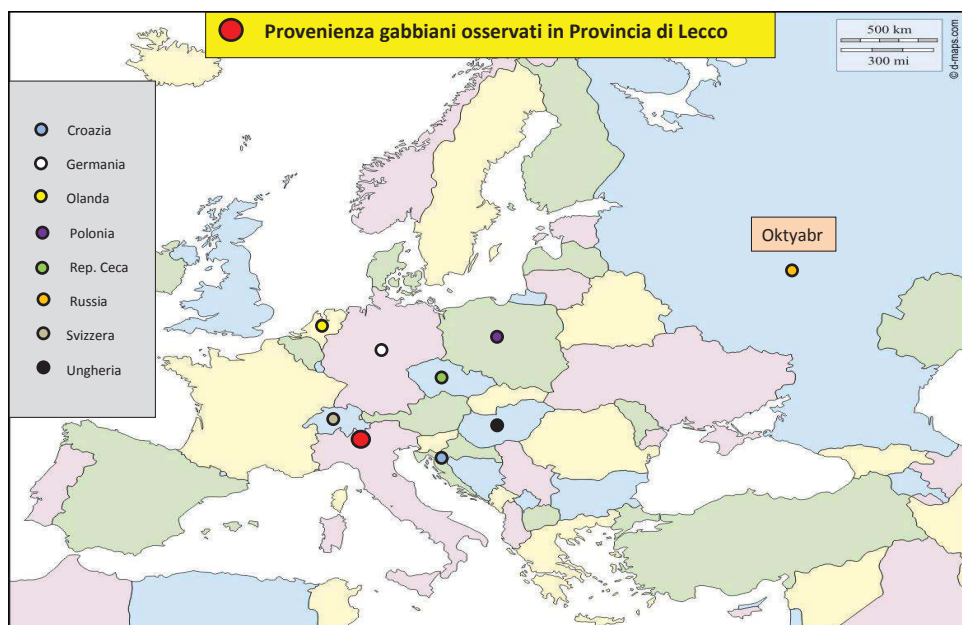 Provenienza gabbiani osservati in Provincia di Lecco
500 km
300 mi
© d-maps.com
Croazia
Germania
Olanda
Polonia
Rep. Ceca
Russia
Svizzera
Ungheria
Oktyabr